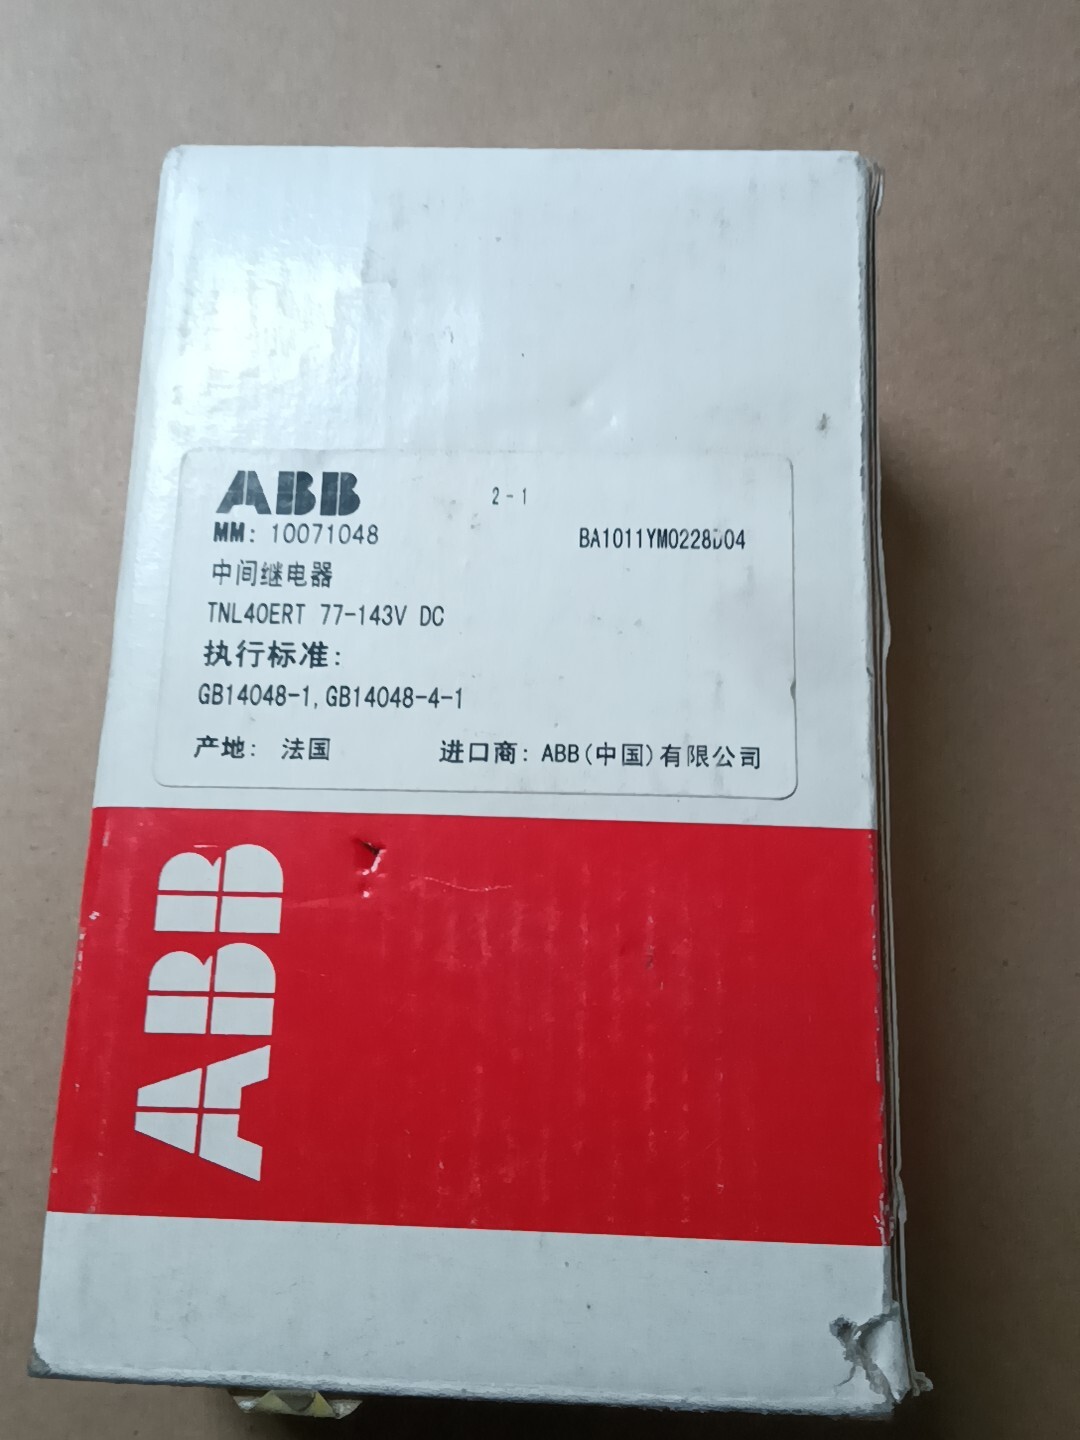 ABB 2-1
MM: 10071048 BA1011YM0228D04
中间继电器
TNL40ERT 77-143V DC
执行标准:
GB14048-1,GB14048-4-1
产地: 法国 进口商: ABB(中国)有限公司
ABB